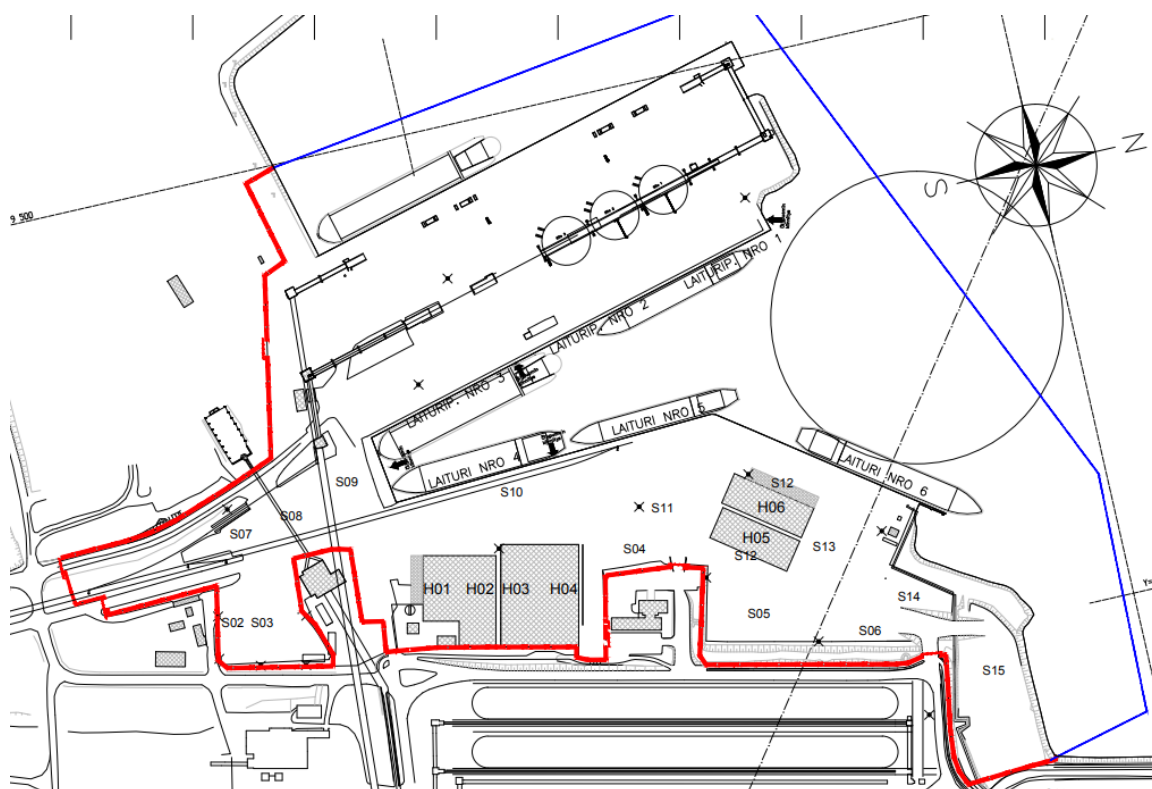 N
S
9 500
LAITURIP. NRO 1
LAITURIP. NRO 2
LAITURIP. NRO 3
LAITURI NRO 5
LAITURI NRO 4
LAITURI NRO 6
S09
S10
S12
H06
S11
S08
S07
H05
S12
S13
S04
H01
H02
H03
H04
S14
S05
S02
S03
S06
S15